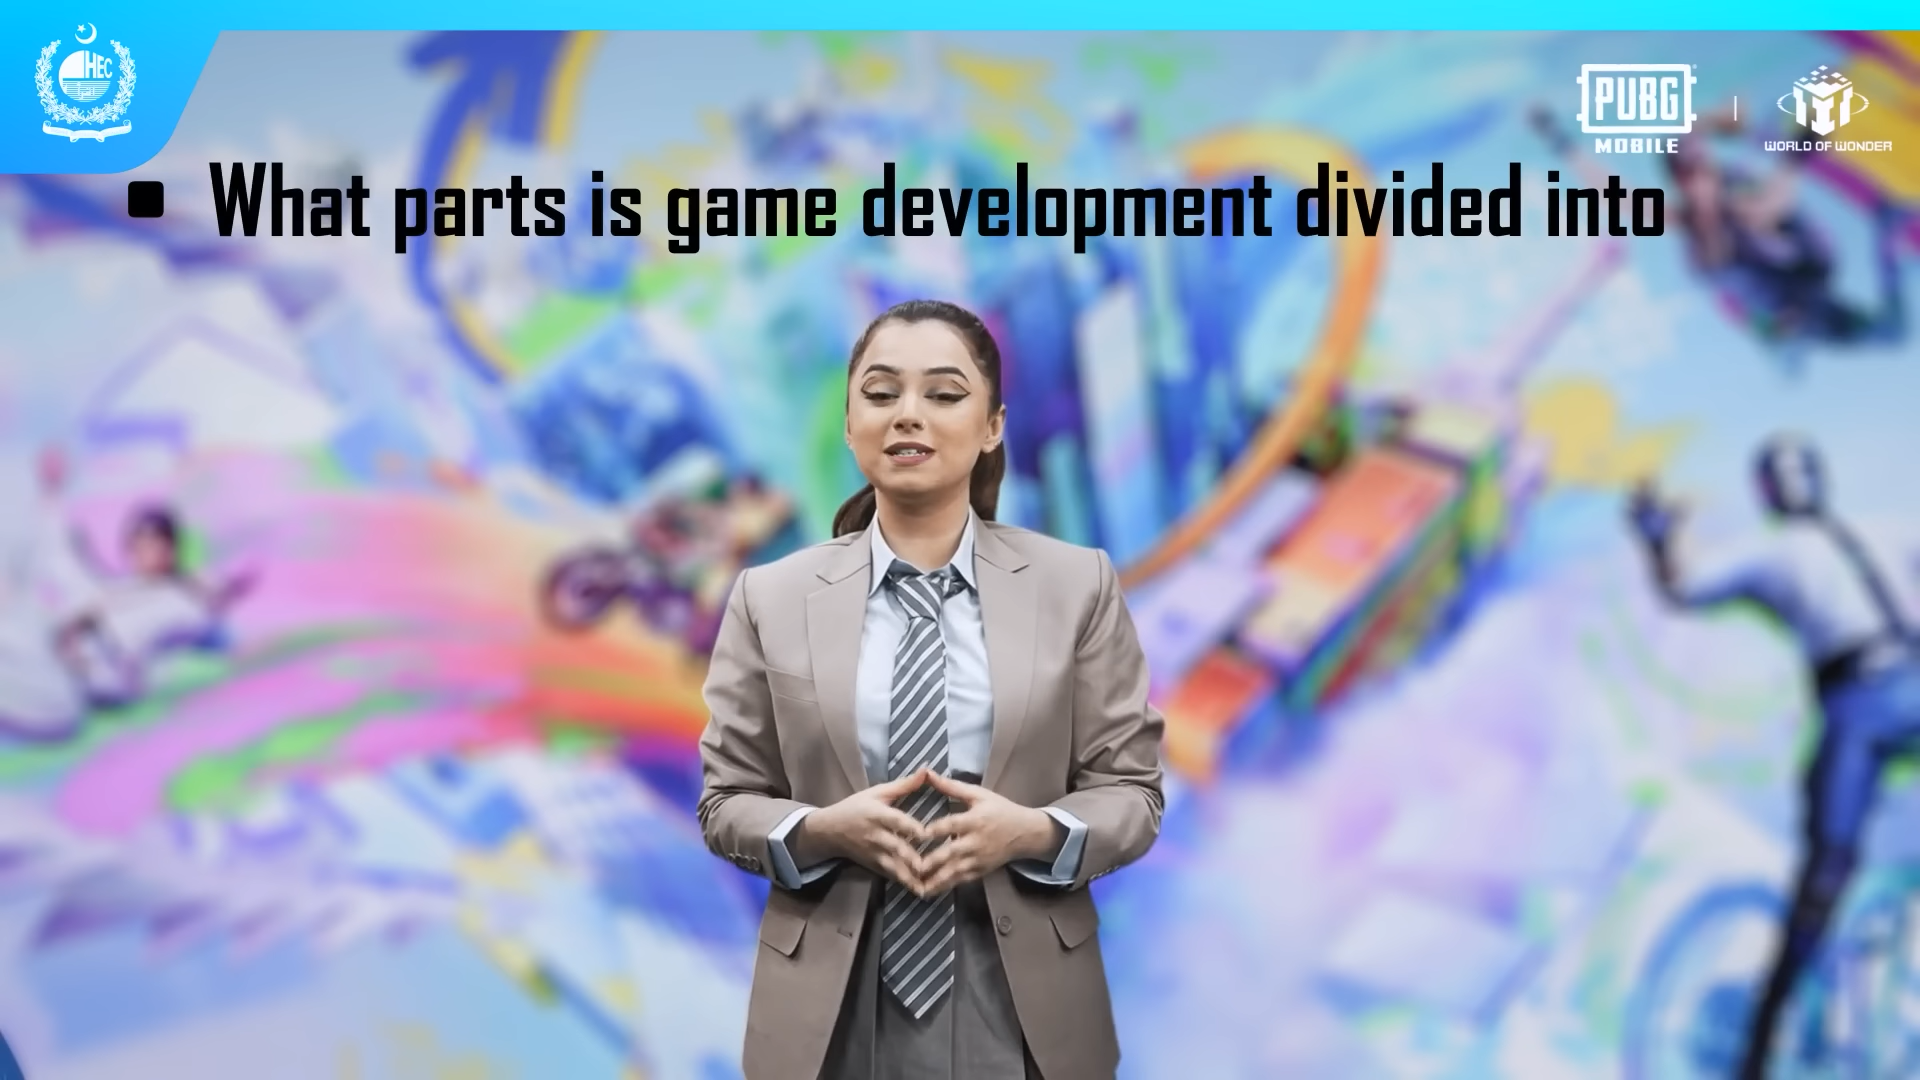 HEC
PUBG
MOBILE
WORLD OF WONDER
▪ What parts is game development divided into